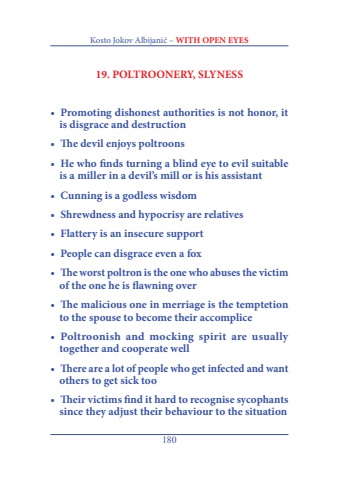 Kosto Jokov Albijanić – WITH OPEN EYES
19. POLTROONERY, SLYNESS
• Promoting dishonest authorities is not honor, it
is disgrace and destruction
• The devil enjoys poltroons
• He who finds turning a blind eye to evil suitable
is a miller in a devil's mill or is his assistant
• Cunning is a godless wisdom
• Shrewdness and hypocrisy are relatives
• Flattery is an insecure support
• People can disgrace even a fox
• The worst poltron is the one who abuses the victim
of the one he is flawning over
• The malicious one in merriage is the temptetion
to the spouse to become their accomplice
• Poltroonish and mocking spirit are usually
together and cooperate well
• There are a lot of people who get infected and want
others to get sick too
• Their victims find it hard to recognise sycophants
since they adjust their behaviour to the situation
180